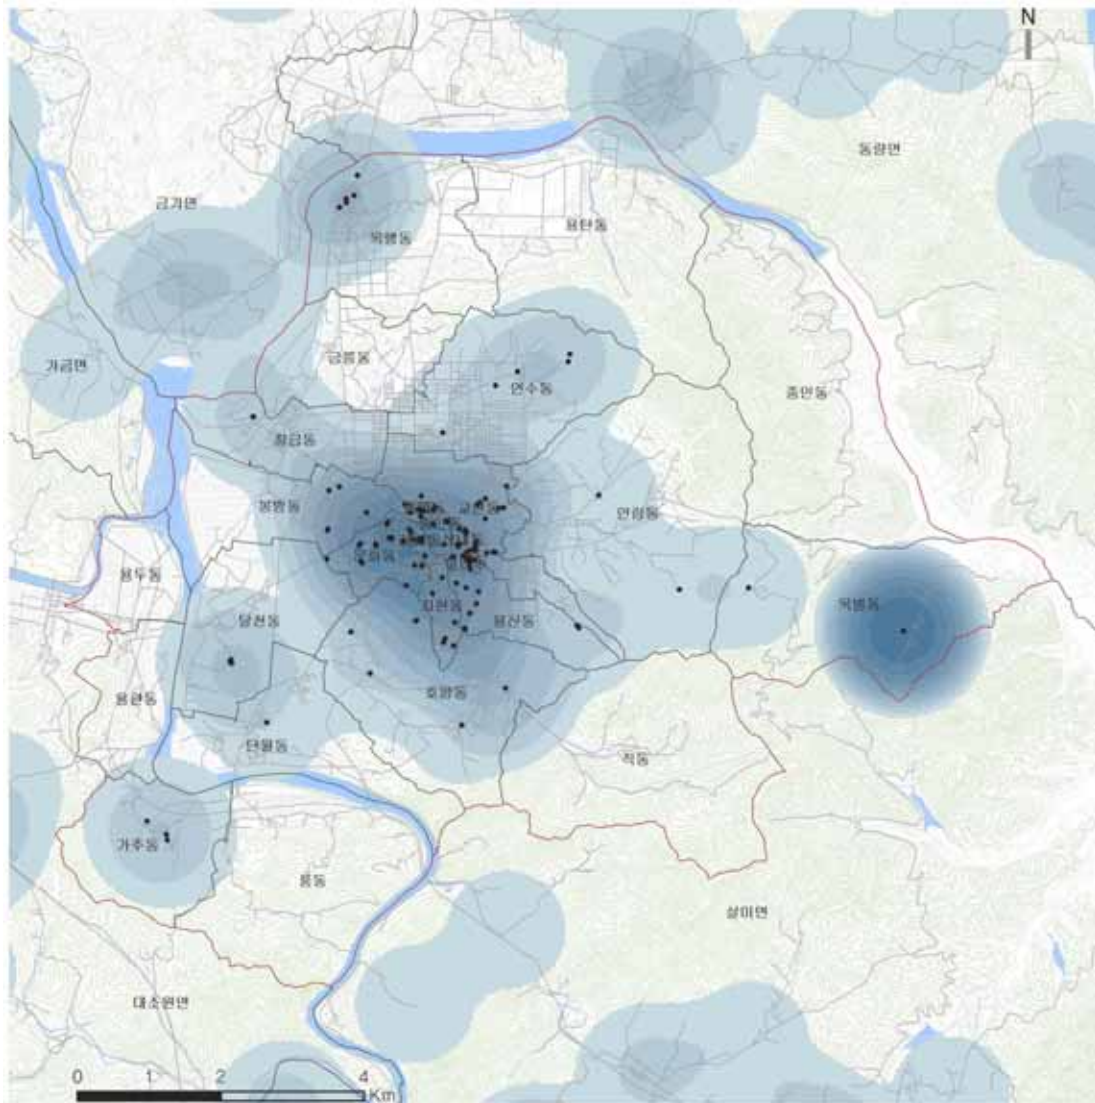 N
동량면
금가면
용탄동
목행동
가금면
금릉동
연수동
종민동
칠금동
봉방동
교현동
안림동
용두동
목벌동
달천동
지현동
용산동
용관동
호암동
단월동
직동
가주동
풍동
살미면
대소원면
0 1 2 4
Km